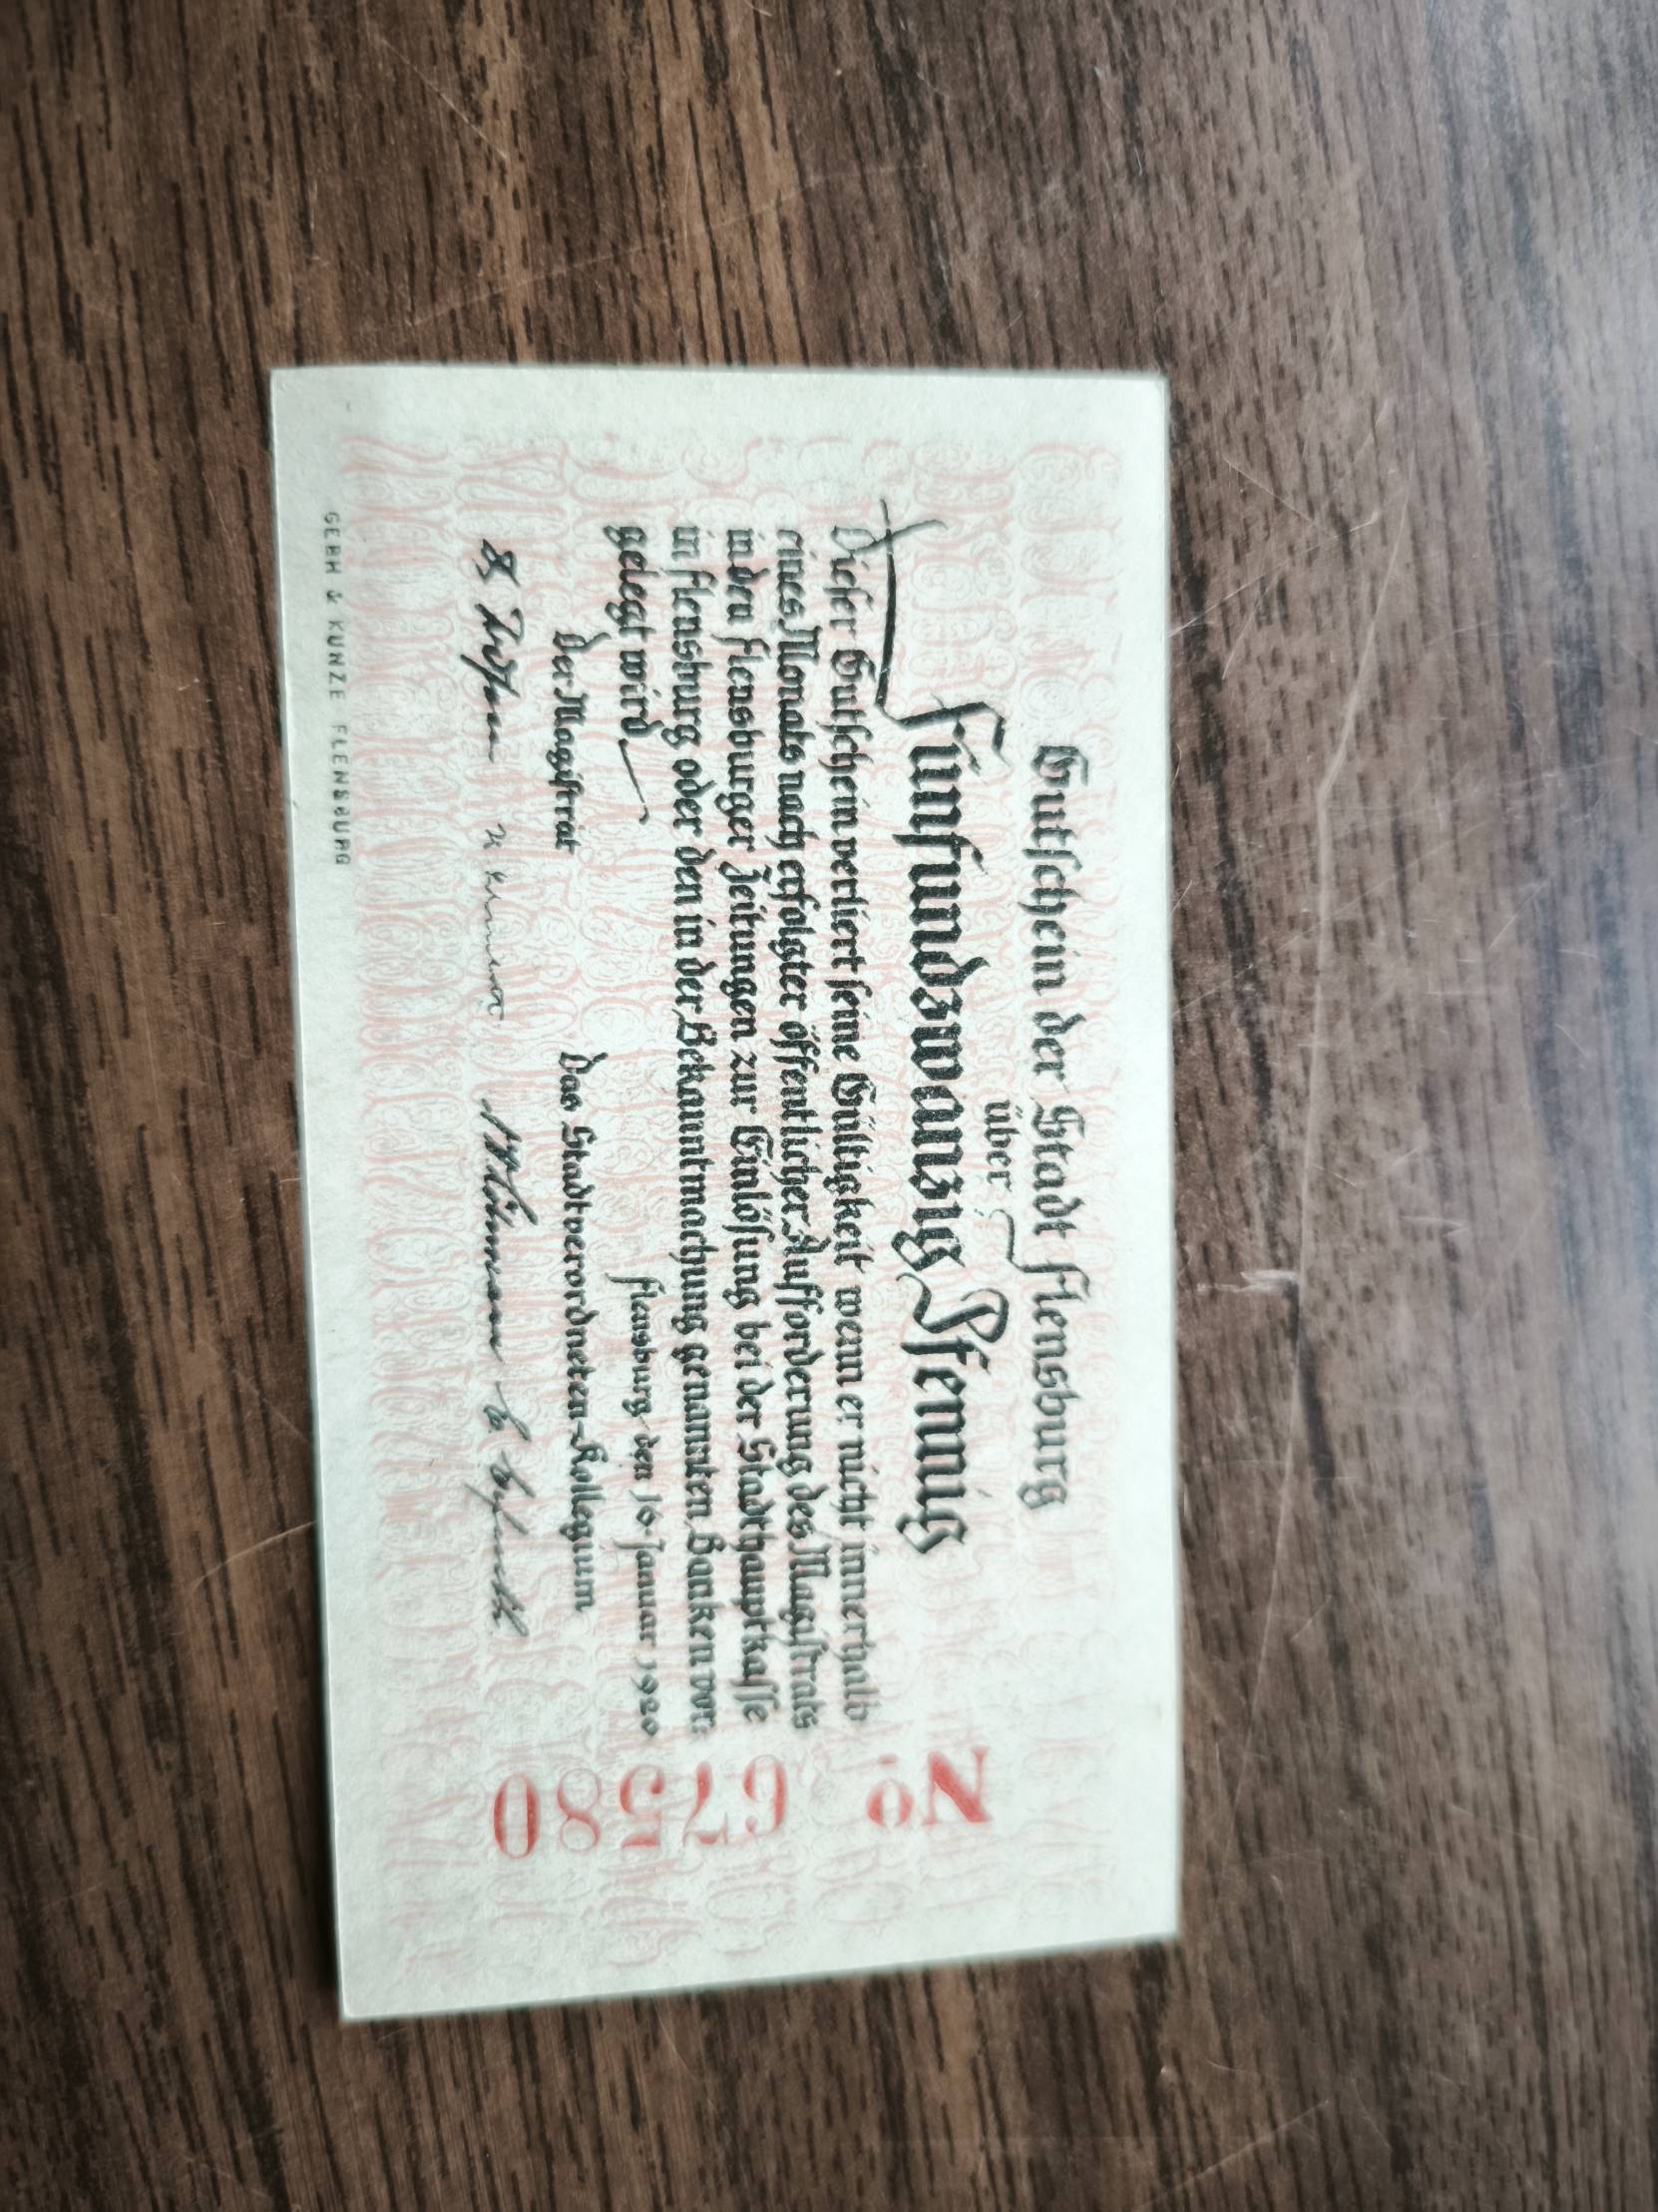 Gutschein der Stadt Flensburg
über
Fünfundzwanzig Pfennig
Dieser Gutschein verliert seine Gültigkeit wenn er nicht innerhalb
eines Monats nach erfolgter öffentlicher Aufforderung des Magistrats
in den Flensburger Zeitungen zur Einlösung bei der Stadthauptkasse
in Flensburg oder den in der Bekanntmachung genannten Banken vor:
gelegt wird
Flensburg den 10. Januar 1920
Der Magistrat
Das Stadtverordneten-Kollegium
GERH & KUNZE FLENSBURG
No 67580